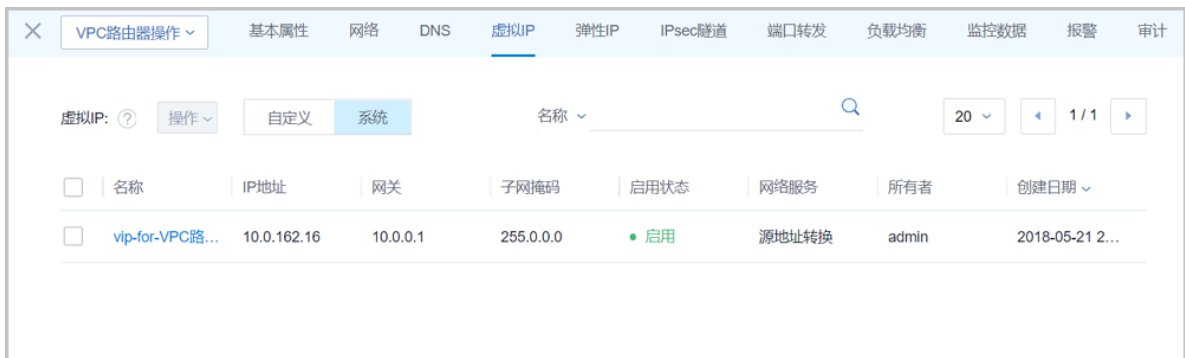 VPC路由器操作 基本属性 网络 DNS 虚拟IP 弹性IP IPsec隧道 端口转发 负载均衡 监控数据 报警 审计
虚拟IP: ? 操作 自定义 系统 名称 20 1 / 1
名称 IP地址 网关 子网掩码 启用状态 网络服务 所有者 创建日期
vip-for-VPC路... 10.0.162.16 10.0.0.1 255.0.0.0 启用 源地址转换 admin 2018-05-21 2...